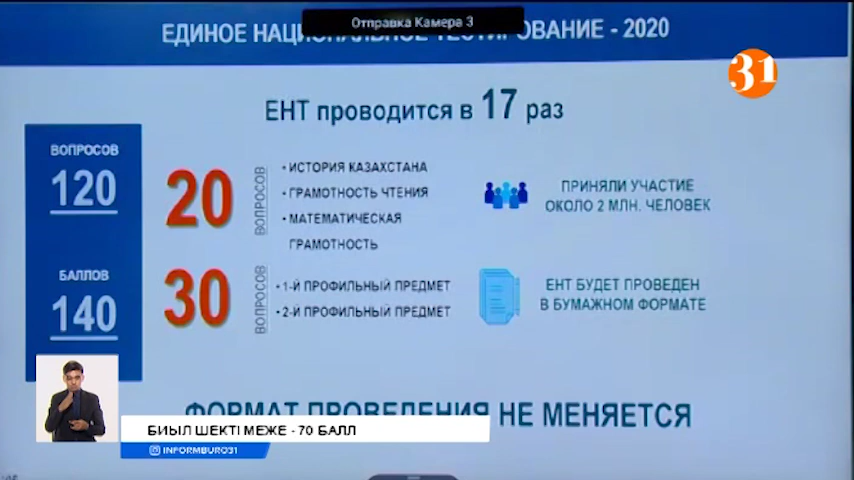 Отправка Камера 3
ЕДИНОЕ НАЦИОНАЛЬНОЕ ТЕСТИРОВАНИЕ - 2020
31
ЕНТ проводится в 17 раз
ВОПРОСОВ
120
БАЛЛОВ
140
20
ВОПРОСОВ
• ИСТОРИЯ КАЗАХСТАНА
• ГРАМОТНОСТЬ ЧТЕНИЯ
• МАТЕМАТИЧЕСКАЯ
ГРАМОТНОСТЬ
30
ВОПРОСОВ
• 1-Й ПРОФИЛЬНЫЙ ПРЕДМЕТ
• 2-Й ПРОФИЛЬНЫЙ ПРЕДМЕТ
ПРИНЯЛИ УЧАСТИЕ
ОКОЛО 2 МЛН. ЧЕЛОВЕК
ЕНТ БУДЕТ ПРОВЕДЕН
В БУМАЖНОМ ФОРМАТЕ
ФОРМАТ ПРОВЕДЕНИЯ НЕ МЕНЯЕТСЯ
БИЫЛ ШЕКТІ МЕЖЕ - 70 БАЛЛ
INFORMBURO31